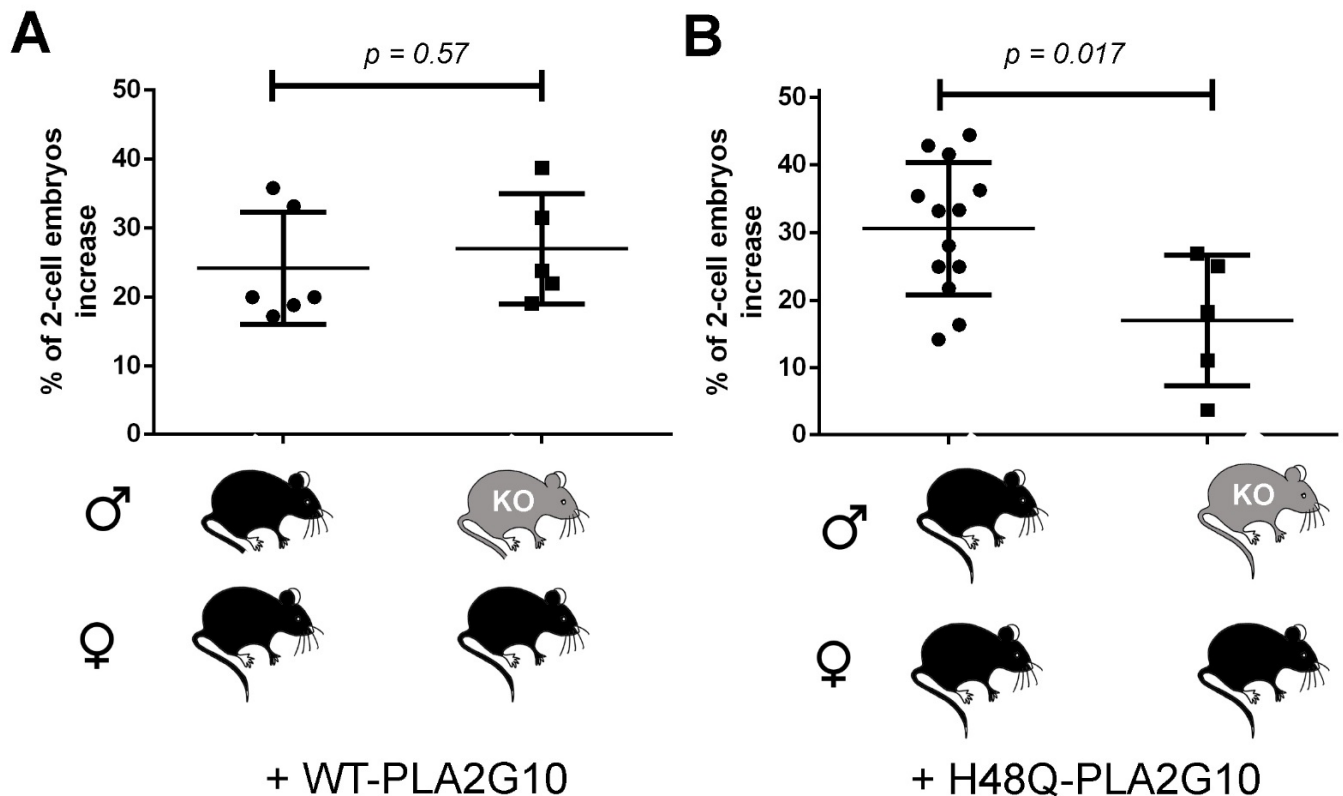 A
p = 0.57
% of 2-cell embryos
increase
50
40
30
20
10
0
♂
KO
♀
+ WT-PLA2G10
B
p = 0.017
% of 2-cell embryos
increase
50
40
30
20
10
0
♂
KO
♀
+ H48Q-PLA2G10